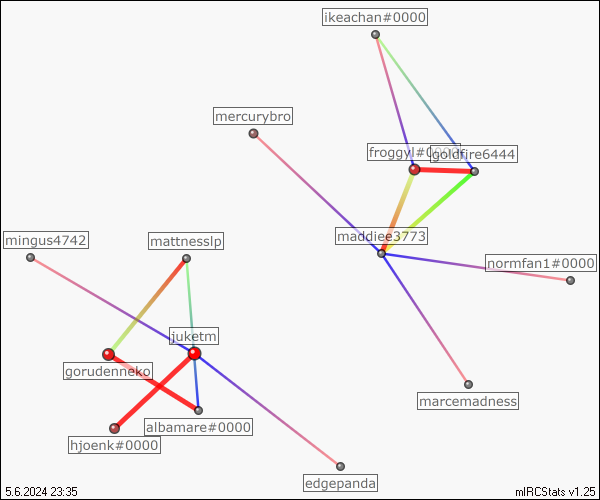 ikeachan#0000
mercurybro
froggyl#0000
goldfire6444
maddiee3773
mingus4742
mattnesslp
normfan1#0000
juketm
gorudenneko
marcemadness
albamare#0000
hjoenk#0000
edgepanda
5.6.2024 23:35
mIRCStats v1.25